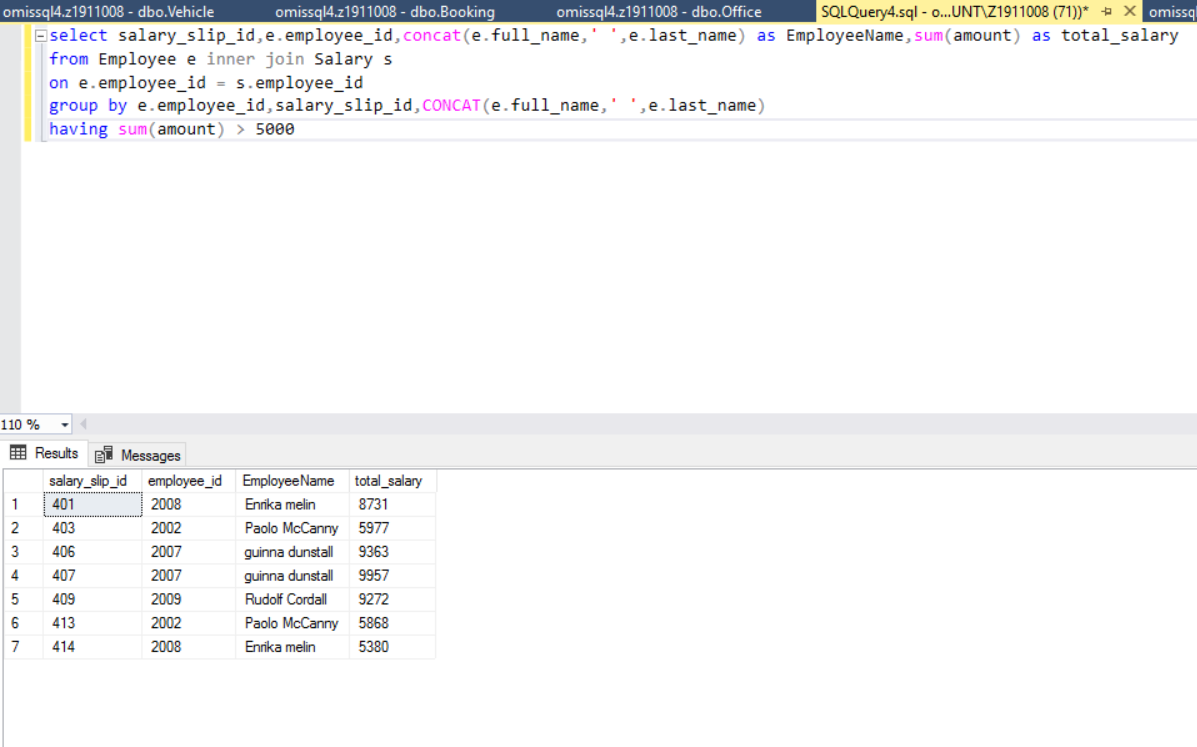 omissql4.z1911008 - dbo.Vehicle omissql4.z1911008 - dbo.Booking omissql4.z1911008 - dbo.Office SQLQuery4.sql - o...UNT\Z1911008 (71))* omissql
select salary_slip_id,e.employee_id,concat(e.full_name,' ',e.last_name) as EmployeeName,sum(amount) as total_salary
from Employee e inner join Salary s
on e.employee_id = s.employee_id
group by e.employee_id,salary_slip_id,CONCAT(e.full_name,' ',e.last_name)
having sum(amount) > 5000
110 %
Results Messages
salary_slip_id employee_id EmployeeName total_salary
1 401 2008 Enrika melin 8731
2 403 2002 Paolo McCanny 5977
3 406 2007 guinna dunstall 9363
4 407 2007 guinna dunstall 9957
5 409 2009 Rudolf Cordall 9272
6 413 2002 Paolo McCanny 5868
7 414 2008 Enrika melin 5380